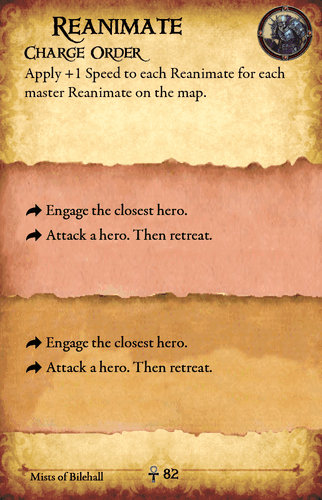 Reanimate
Charge Order
Apply +1 Speed to each Reanimate for each
master Reanimate on the map.
Engage the closest hero.
Attack a hero. Then retreat.
Engage the closest hero.
Attack a hero. Then retreat.
Mists of Bilehall
82